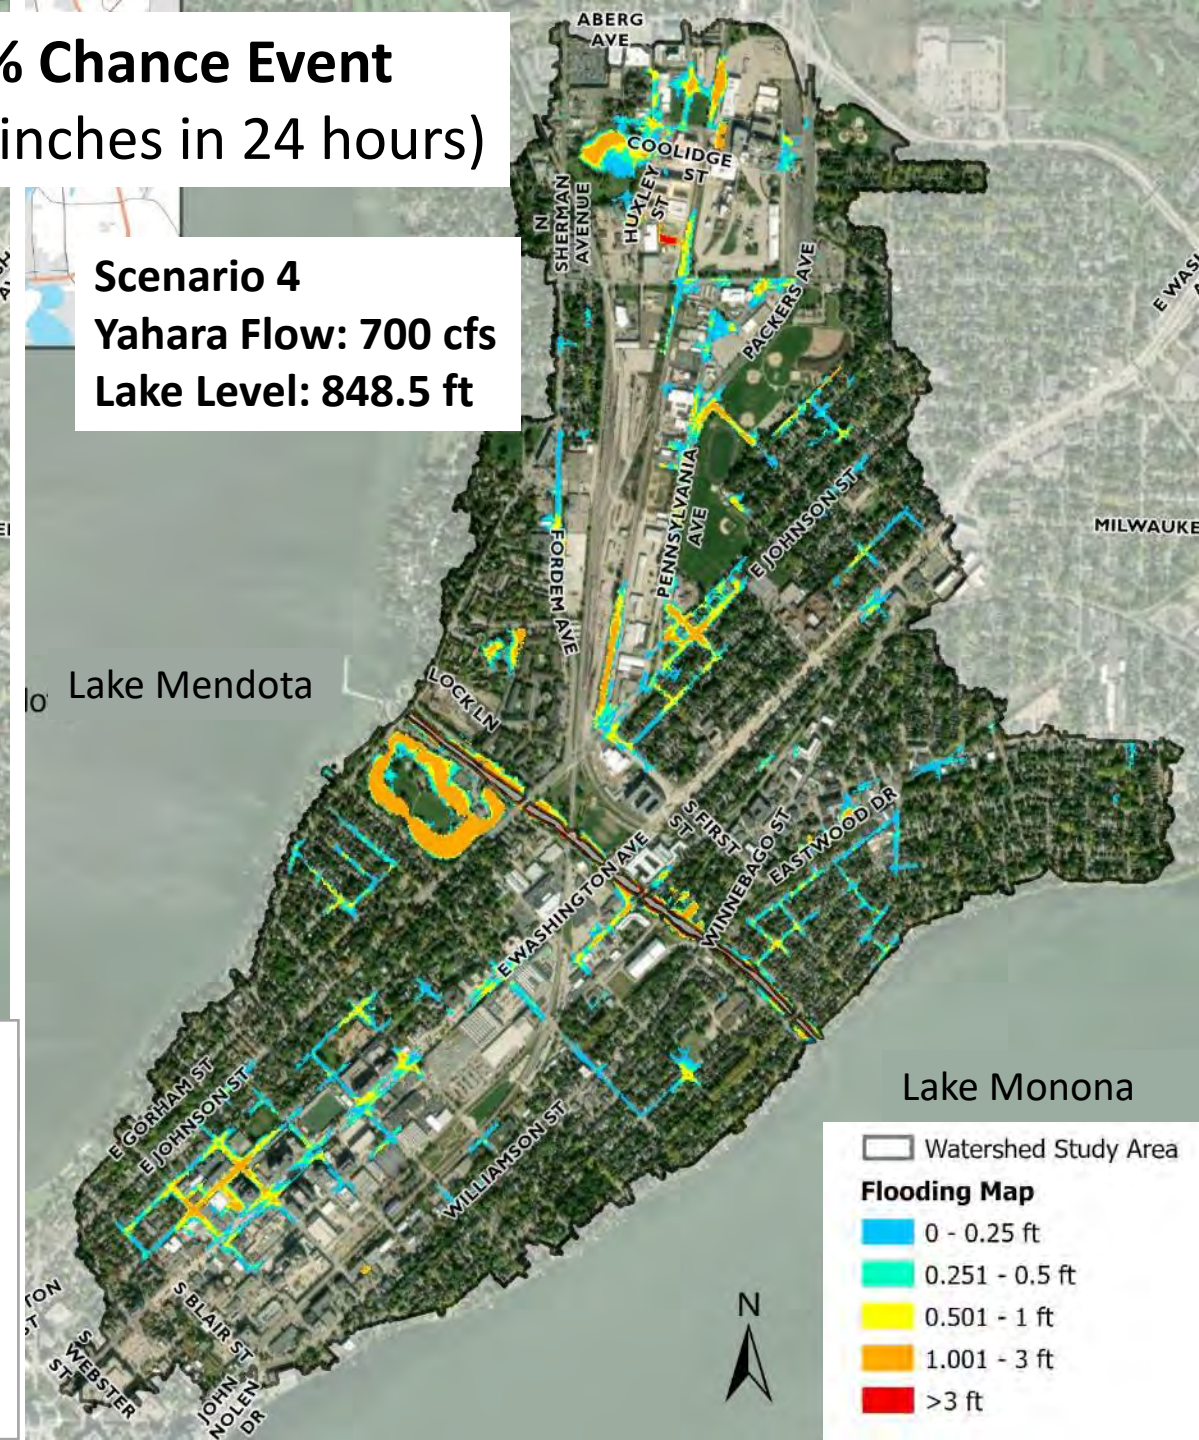 % Chance Event
inches in 24 hours)
Scenario 4
Yahara Flow: 700 cfs
Lake Level: 848.5 ft
ABERG
AVE
COOLIDGE
ST
HUXLEY
ST
N
SHERMAN
AVENUE
PACKERS AVE
E WASH
MILWAUKE
PENNSYLVANIA
AVE
E JOHNSON ST
FORDEM AVE
Lake Mendota
LOCK LN
S FIRST
ST
WINNEBAGO ST
EASTWOOD DR
E WASHINGTON AVE
E GORHAM ST
E JOHNSON ST
WILLIAMSON ST
S BLAIR ST
S
WEBSTER
ST
JOHN
NOLEN
DR
TON
ST
N
Lake Monona
Watershed Study Area
Flooding Map
0 - 0.25 ft
0.251 - 0.5 ft
0.501 - 1 ft
1.001 - 3 ft
>3 ft